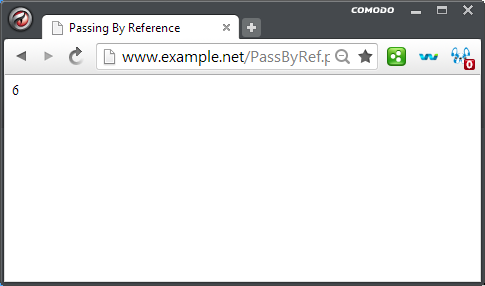 COMODO
Passing By Reference
www.example.net/PassByRef.p
0
6